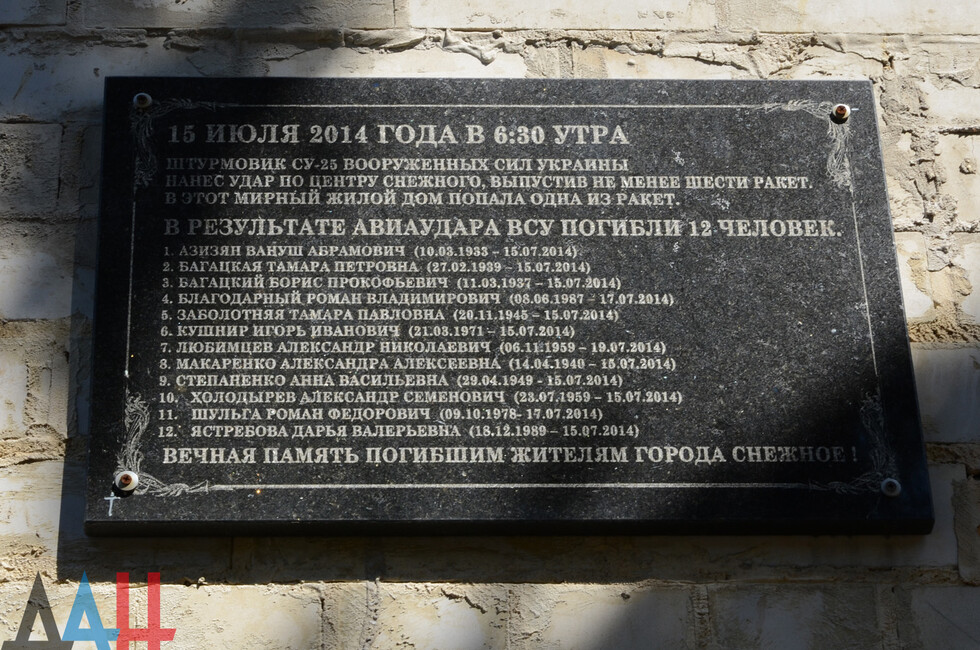 15 ИЮЛЯ 2014 ГОДА В 6:30 УТРА
ШТУРМОВИК СУ-25 ВООРУЖЕННЫХ СИЛ УКРАИНЫ
НАНЕС УДАР ПО ЦЕНТРУ СНЕЖНОГО, ВЫПУСТИВ НЕ МЕНЕЕ ШЕСТИ РАКЕТ.
В ЭТОТ МИРНЫЙ ЖИЛОЙ ДОМ ПОПАЛА ОДНА ИЗ РАКЕТ.
В РЕЗУЛЬТАТЕ АВИАУДАРА ВСУ ПОГИБЛИ 12 ЧЕЛОВЕК.
1. АЗИЗЯН ВАНУШ АБРАМОВИЧ (10.03.1933 – 15.07.2014)
2. БАГАЦКАЯ ТАМАРА ПЕТРОВНА (27.02.1939 – 15.07.2014)
3. БАГАЦКИЙ БОРИС ПРОКОФЬЕВИЧ (11.03.1937 – 15.07.2014)
4. БЛАГОДАРНЫЙ РОМАН ВЛАДИМИРОВИЧ (08.06.1987 – 17.07.2014)
5. ЗАБОЛОТНЯЯ ТАМАРА ПАВЛОВНА (20.11.1945 – 15.07.2014)
6. КУШНИР ИГОРЬ ИВАНОВИЧ (21.03.1971 – 15.07.2014)
7. ЛЮБИМЦЕВ АЛЕКСАНДР НИКОЛАЕВИЧ (06.11.1959 – 19.07.2014)
8. МАКАРЕНКО АЛЕКСАНДРА АЛЕКСЕЕВНА (14.04.1940 – 15.07.2014)
9. СТЕПАНЕНКО АННА ВАСИЛЬЕВНА (29.04.1949 - 15.07.2014)
10. ХОЛОДЫРЕВ АЛЕКСАНДР СЕМЕНОВИЧ (23.07.1959 – 15.07.2014)
11. ШУЛЬГА РОМАН ФЕДОРОВИЧ (09.10.1978- 17.07.2014)
12. ЯСТРЕБОВА ДАРЬЯ ВАЛЕРЬЕВНА (18.12.1989 – 15.07.2014)
ВЕЧНАЯ ПАМЯТЬ ПОГИБШИМ ЖИТЕЛЯМ ГОРОДА СНЕЖНОЕ !
ДАН